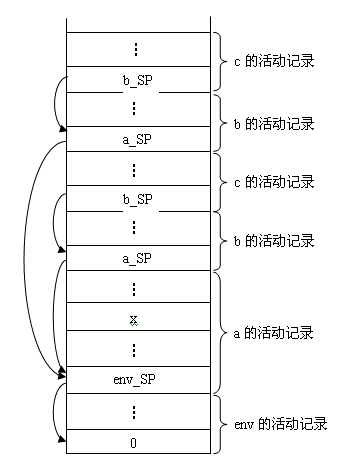 ⋮
b_SP
c 的活动记录
⋮
a_SP
b 的活动记录
⋮
b_SP
c 的活动记录
⋮
a_SP
b 的活动记录
⋮
x
⋮
env_SP
a 的活动记录
⋮
0
env 的活动记录